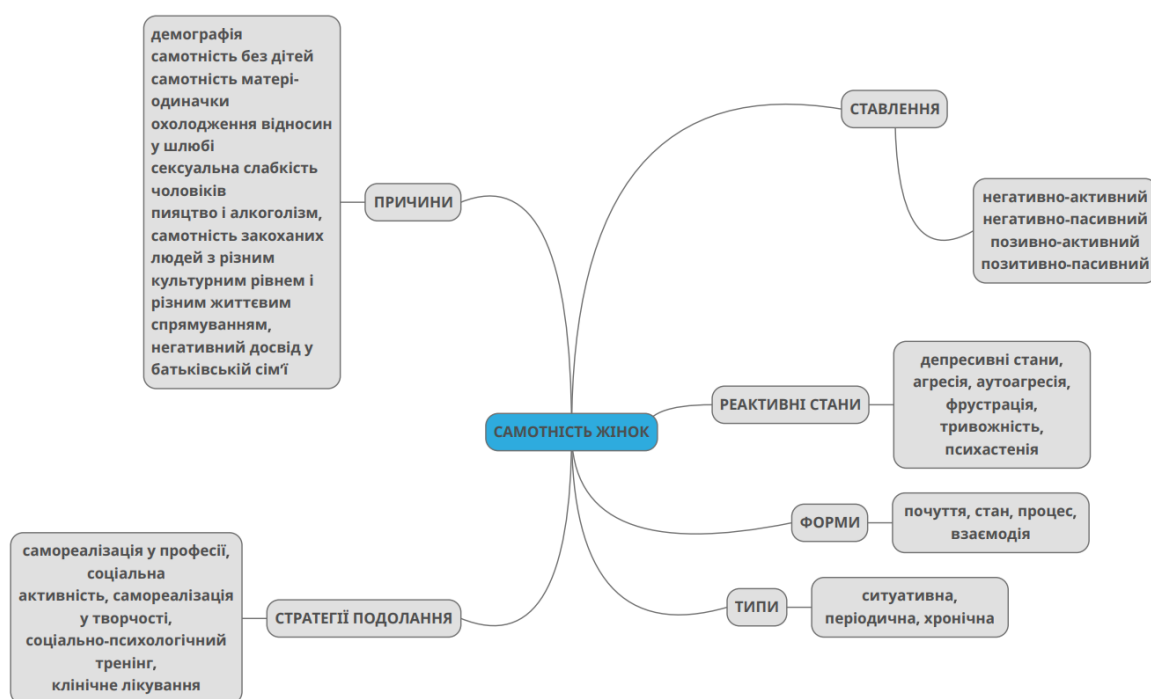 демографія
самотність без дітей
самотність матері-
одиначки
охолодження відносин
у шлюбі
сексуальна слабкість
чоловіків
пияцтво і алкоголізм,
самотність закоханих
людей з різним
культурним рівнем і
різним життєвим
спрямуванням,
негативний досвід у
батьківській сім'ї
ПРИЧИНИ
СТАВЛЕННЯ
негативно-активний
негативно-пасивний
позивно-активний
позитивно-пасивний
САМОТНІСТЬ ЖІНОК
РЕАКТИВНІ СТАНИ
депресивні стани,
агресія, аутоагресія,
фрустрація,
тривожність,
психастенія
ФОРМИ
почуття, стан, процес,
взаємодія
ТИПИ
ситуативна,
періодична, хронічна
самореалізація у професії,
соціальна
активність, самореалізація
у творчості,
соціально-психологічний
тренінг,
клінічне лікування
СТРАТЕГІЇ ПОДОЛАННЯ